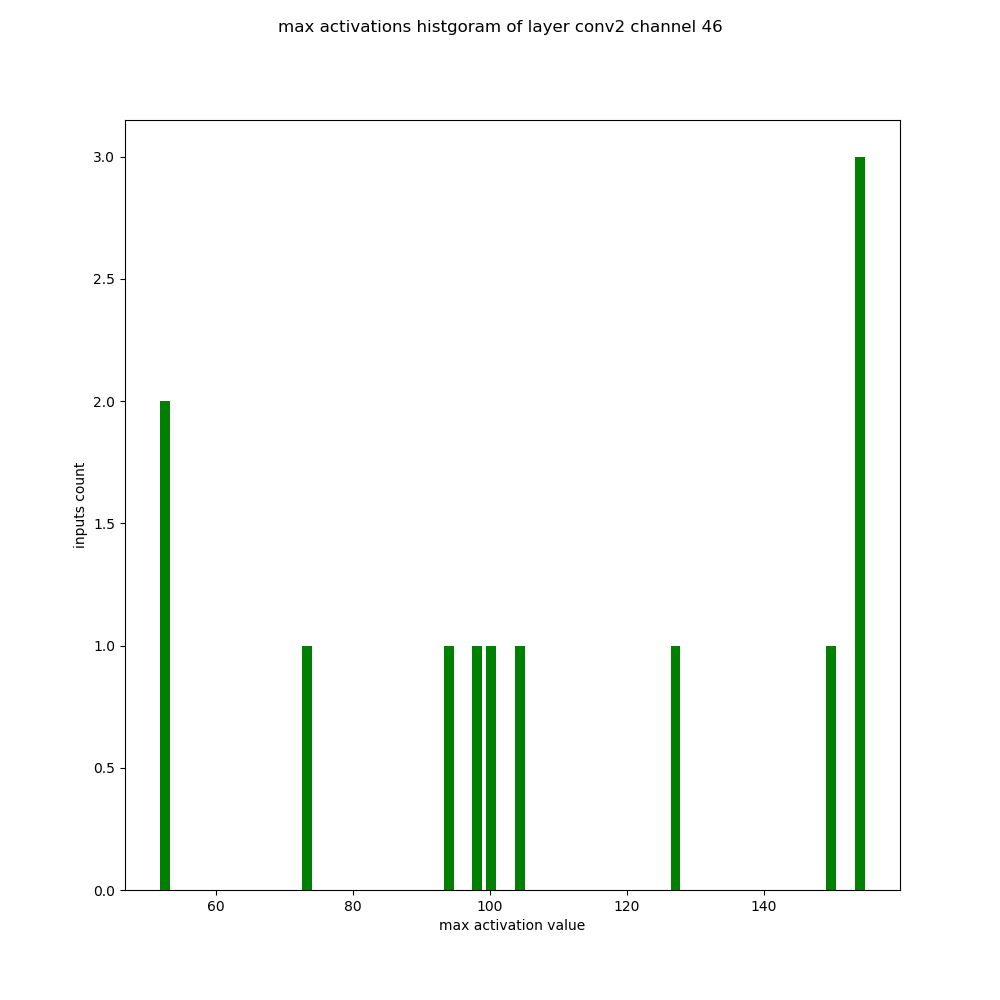 max activations histgoram of layer conv2 channel 46
3.0
2.5
2.0
1.5
1.0
0.5
0.0
inputs count
60 80 100 120 140
max activation value